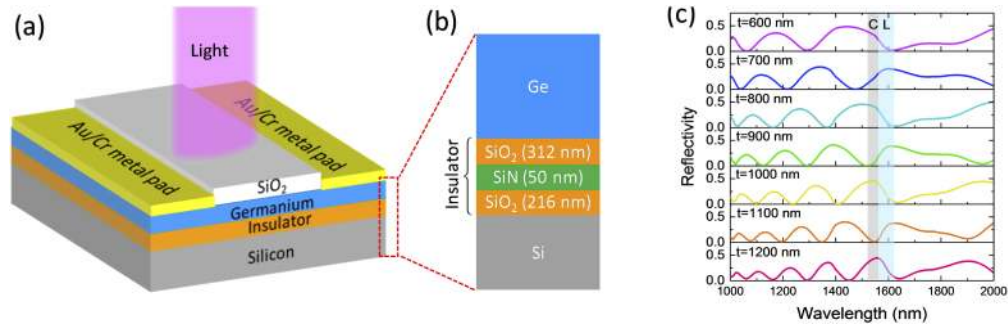 (a)
Light
Au/Cr metal pad
Au/Cr metal pad
SiO₂
Germanium
Insulator
Silicon
(b)
Ge
Insulator
SiO₂ (312 nm)
SiN (50 nm)
SiO₂ (216 nm)
Si
(c)
C L
t=600 nm
t=700 nm
t=800 nm
t=900 nm
t=1000 nm
t=1100 nm
t=1200 nm
Reflectivity
0.5
0.0
0.5
0.0
0.5
0.0
0.5
0.0
0.5
0.0
0.5
0.0
0.5
0.0
1000 1200 1400 1600 1800 2000
Wavelength (nm)